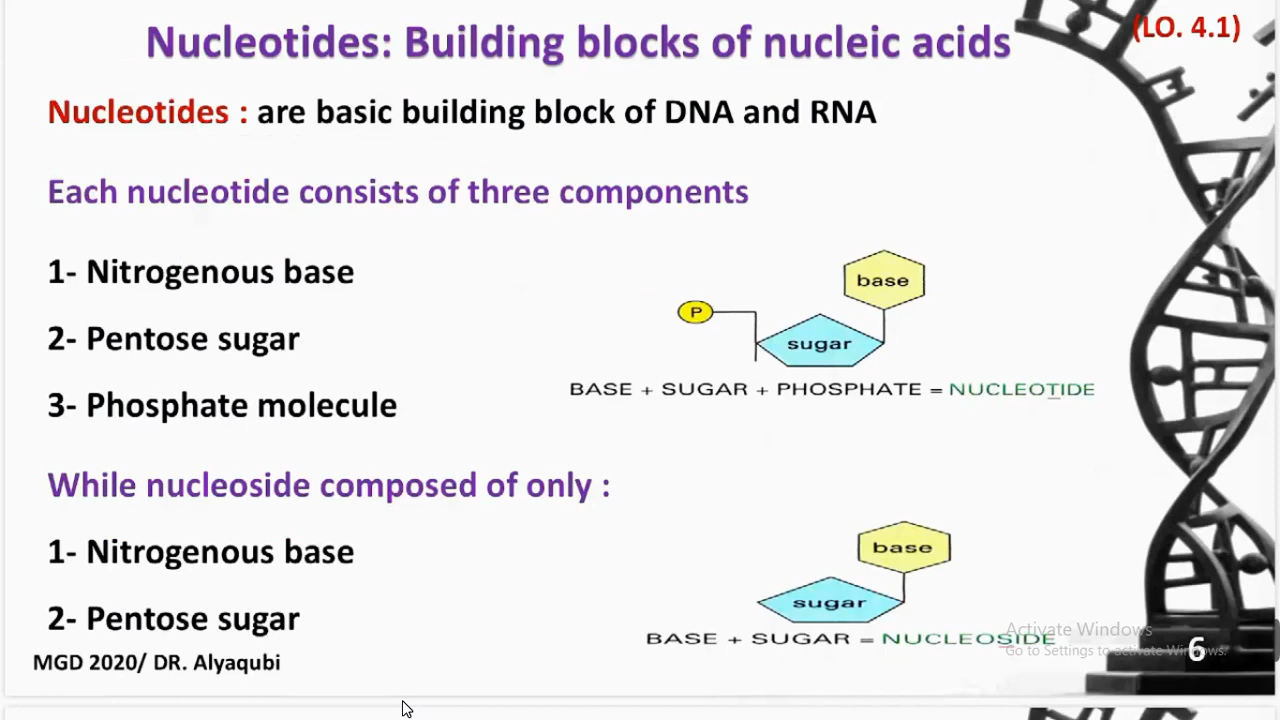 Nucleotides: Building blocks of nucleic acids
(LO. 4.1)
Nucleotides : are basic building block of DNA and RNA
Each nucleotide consists of three components
1- Nitrogenous base
2- Pentose sugar
3- Phosphate molecule
base
P
sugar
BASE + SUGAR + PHOSPHATE = NUCLEOTIDE
While nucleoside composed of only :
1- Nitrogenous base
2- Pentose sugar
base
sugar
BASE + SUGAR = NUCLEOSIDE
Activate Windows
Go to Settings to activate Windows.
6
MGD 2020/ DR. Alyaqubi